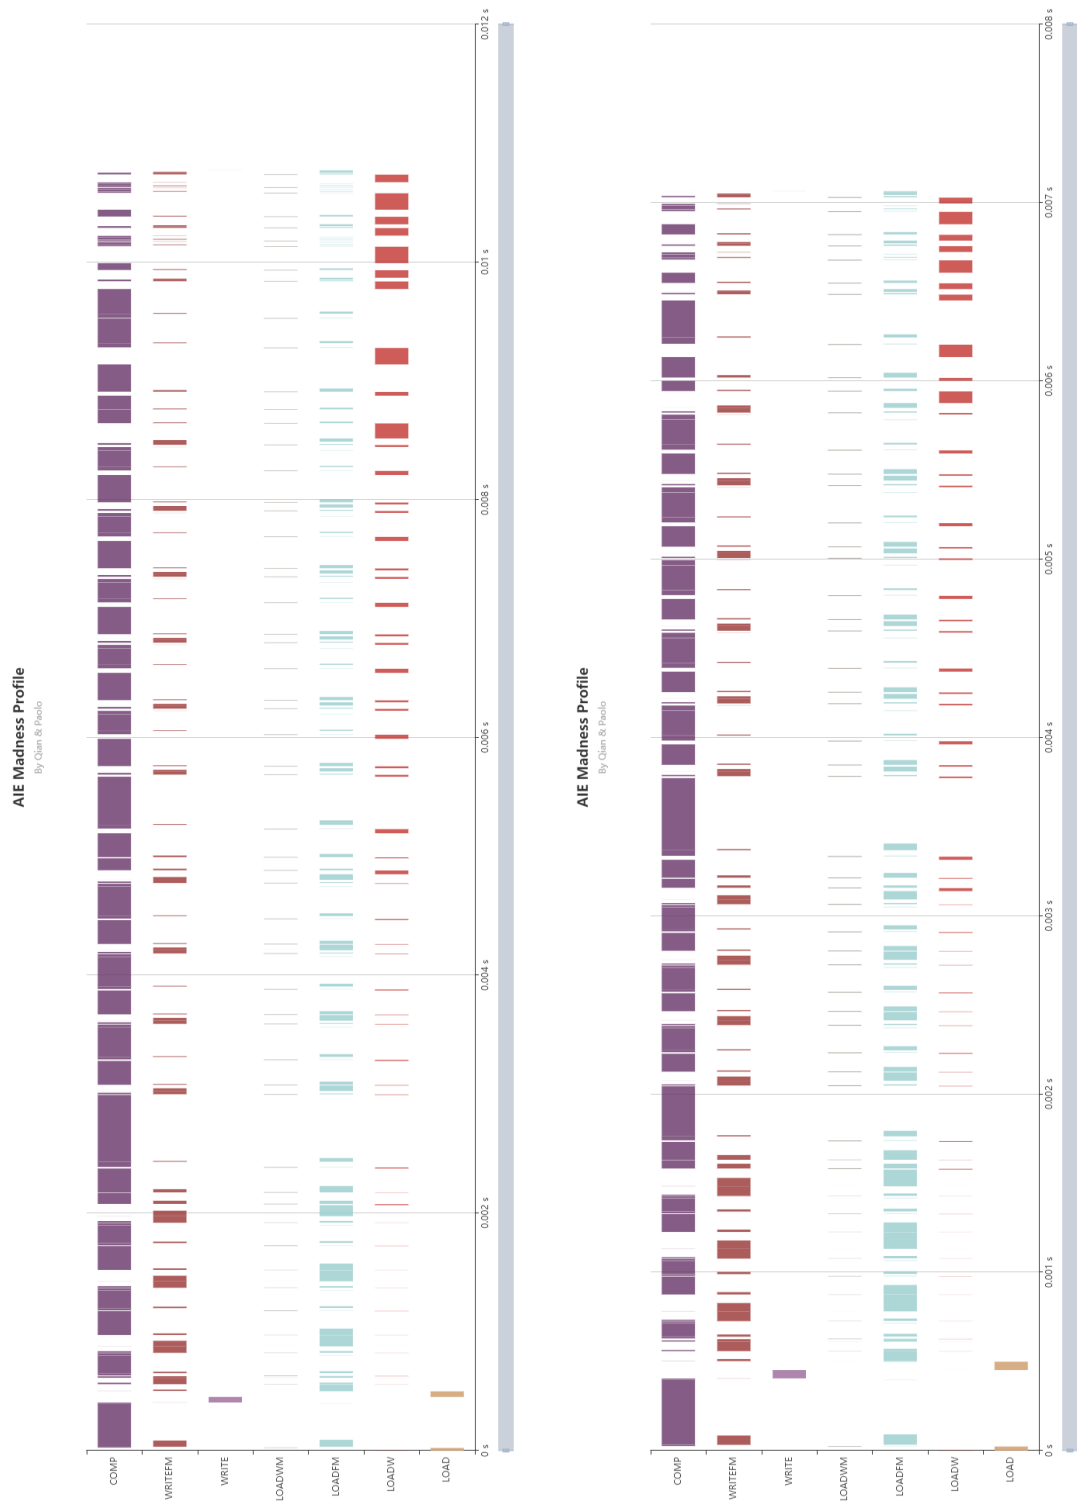 AIE Madness Profile
By Qian & Paolo
COMP
WRITEFM
WRITE
LOADWM
LOADFM
LOADW
LOAD
0 s
0.002 s
0.004 s
0.006 s
0.008 s
0.01 s
0.012 s
AIE Madness Profile
By Qian & Paolo
COMP
WRITEFM
WRITE
LOADWM
LOADFM
LOADW
LOAD
0 s
0.001 s
0.002 s
0.003 s
0.004 s
0.005 s
0.006 s
0.007 s
0.008 s